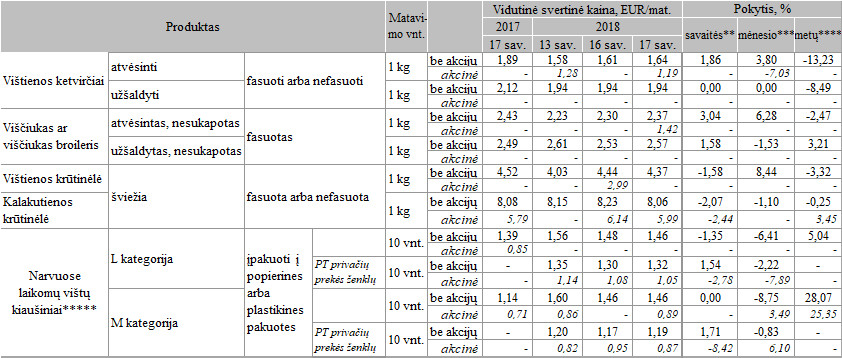 Produktas Matavi- Vidutinė svertinė kaina, EUR/mat. Pokytis, %
mo vnt. 2017 2018 savaitės** mėnesio*** metų****
17 sav. 13 sav. 16 sav. 17 sav.
Vištienos ketvirčiai atvėsinti fasuoti arba nefasuoti 1 kg be akcijų 1,89 1,58 1,61 1,64 1,86 3,80 -13,23
akcinė - 1,28 - 1,19 - -7,03 -
užšaldyti 1 kg be akcijų 2,12 1,94 1,94 1,94 0,00 0,00 -8,49
akcinė - - - - - - -
Viščiukas ar viščiukas broileris atvėsintas, nesukapotas fasuotas 1 kg be akcijų 2,43 2,23 2,30 2,37 3,04 6,28 -2,47
akcinė - - - 1,42 - - -
užšaldytas, nesukapotas 1 kg be akcijų 2,49 2,61 2,53 2,57 1,58 -1,53 3,21
akcinė - - - - - - -
Vištienos krūtinėlė šviežia fasuota arba nefasuota 1 kg be akcijų 4,52 4,03 4,44 4,37 -1,58 8,44 -3,32
akcinė - - 2,99 - - - -
Kalakutienos krūtinėlė 1 kg be akcijų 8,08 8,15 8,23 8,06 -2,07 -1,10 -0,25
akcinė 5,79 - 6,14 5,99 -2,44 - 3,45
Narvuose laikomų vištų kiaušiniai***** L kategorija įpakuoti į popierines arba plastikines pakuotes 10 vnt. be akcijų 1,39 1,56 1,48 1,46 -1,35 -6,41 5,04
akcinė 0,85 - - - - - -
PT privačių prekės ženklų 10 vnt. be akcijų - 1,35 1,30 1,32 1,54 -2,22 -
akcinė - 1,14 1,08 1,05 -2,78 -7,89 -
M kategorija 10 vnt. be akcijų 1,14 1,60 1,46 1,46 0,00 -8,75 28,07
akcinė 0,71 0,86 - 0,89 - 3,49 25,35
PT privačių prekės ženklų 10 vnt. be akcijų - 1,20 1,17 1,19 1,71 -0,83 -
akcinė - 0,82 0,95 0,87 -8,42 6,10 -